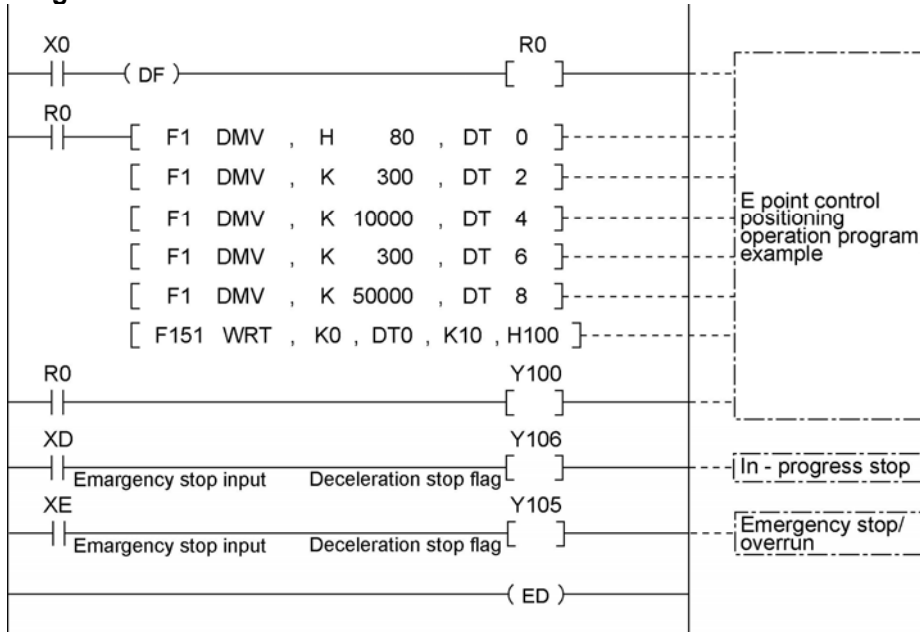 X0 R0
( DF ) [ ]
R0
[ F1 DMV , H 80 , DT 0 ]
[ F1 DMV , K 300 , DT 2 ]
[ F1 DMV , K 10000 , DT 4 ]
[ F1 DMV , K 300 , DT 6 ]
[ F1 DMV , K 50000 , DT 8 ]
[ F151 WRT , K0 , DT0 , K10 , H100 ]
E point control
positioning
operation program
example
R0 Y100
[ ]
XD Y106
Emargency stop input Deceleration stop flag [ ]
In - progress stop
XE Y105
Emargency stop input Deceleration stop flag [ ]
Emergency stop/
overrun
( ED )